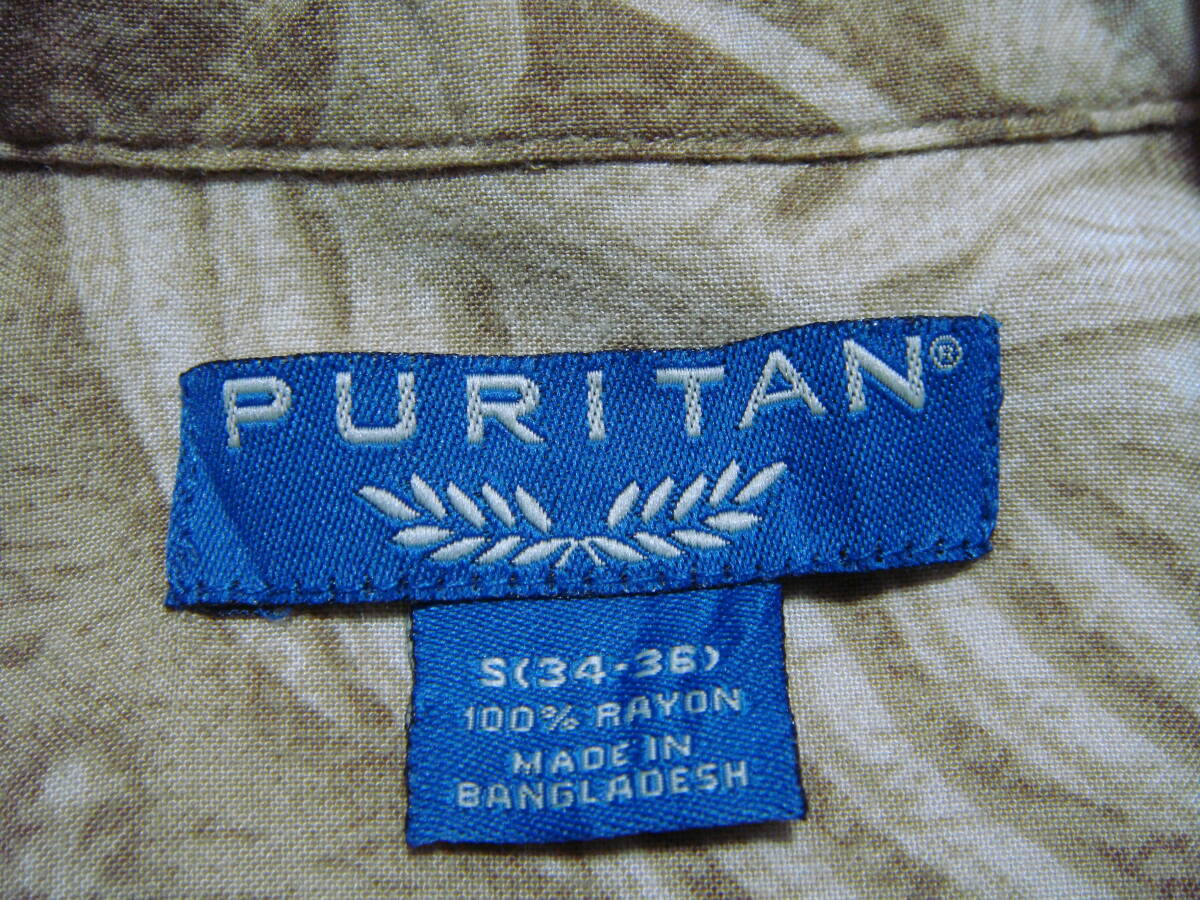 PURITAN®
S(34-36)
100% RAYON
MADE IN
BANGLADESH